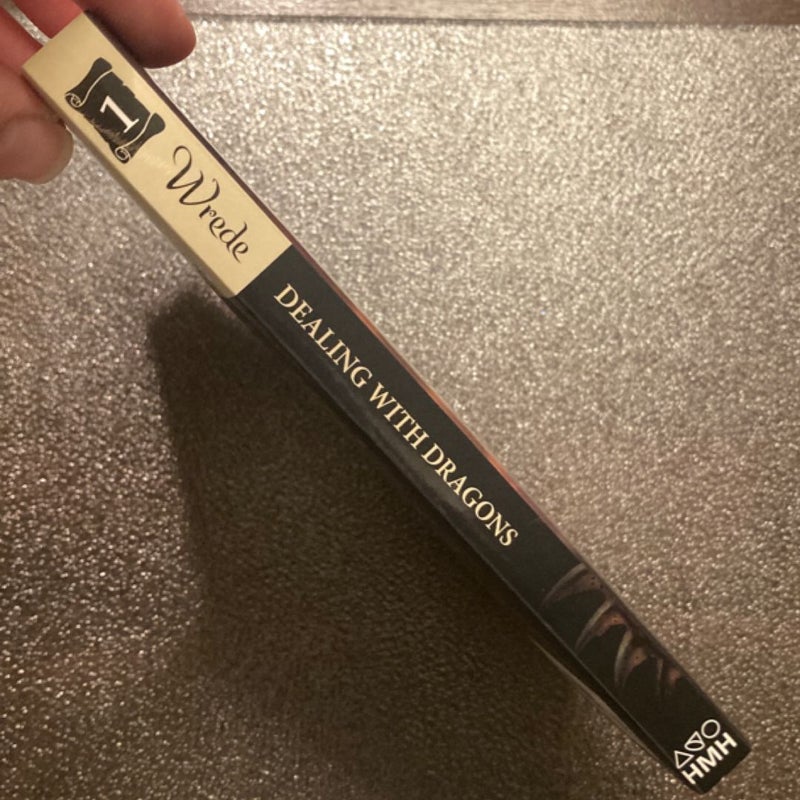 1
Wrede
DEALING WITH DRAGONS
HMH